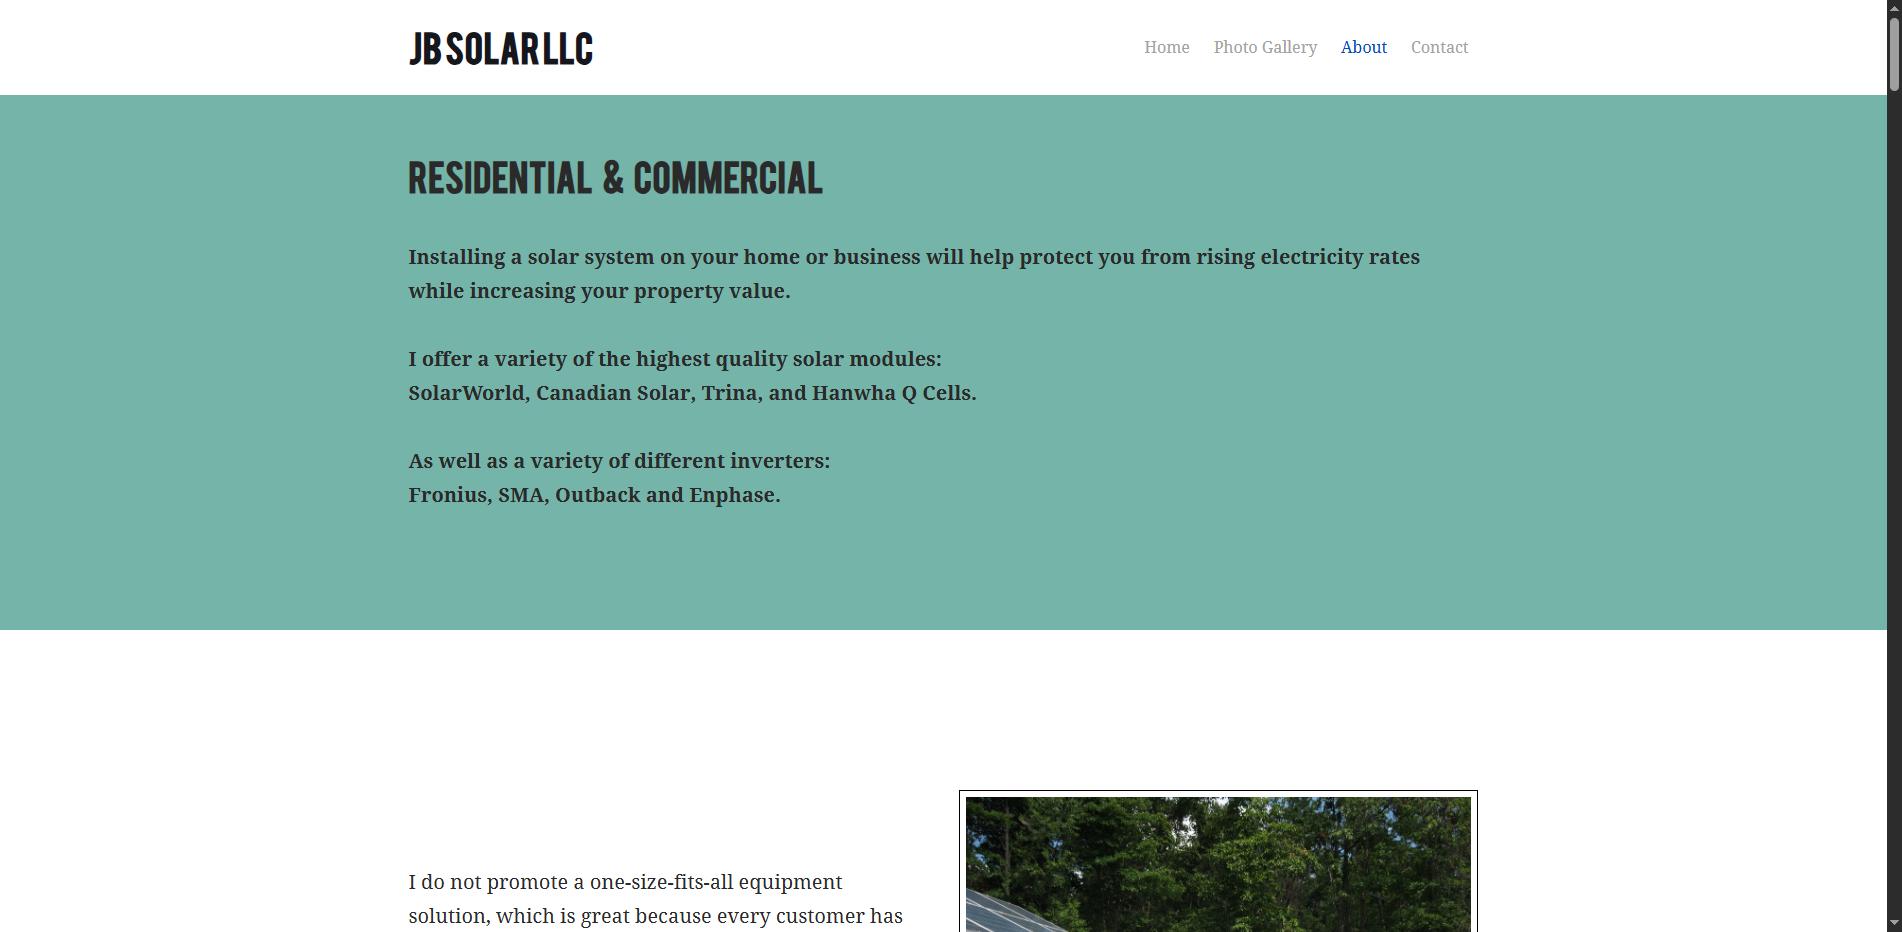 JB SOLAR LLC
Home Photo Gallery About Contact
RESIDENTIAL & COMMERCIAL
Installing a solar system on your home or business will help protect you from rising electricity rates
while increasing your property value.
I offer a variety of the highest quality solar modules:
SolarWorld, Canadian Solar, Trina, and Hanwha Q Cells.
As well as a variety of different inverters:
Fronius, SMA, Outback and Enphase.
I do not promote a one-size-fits-all equipment
solution, which is great because every customer has